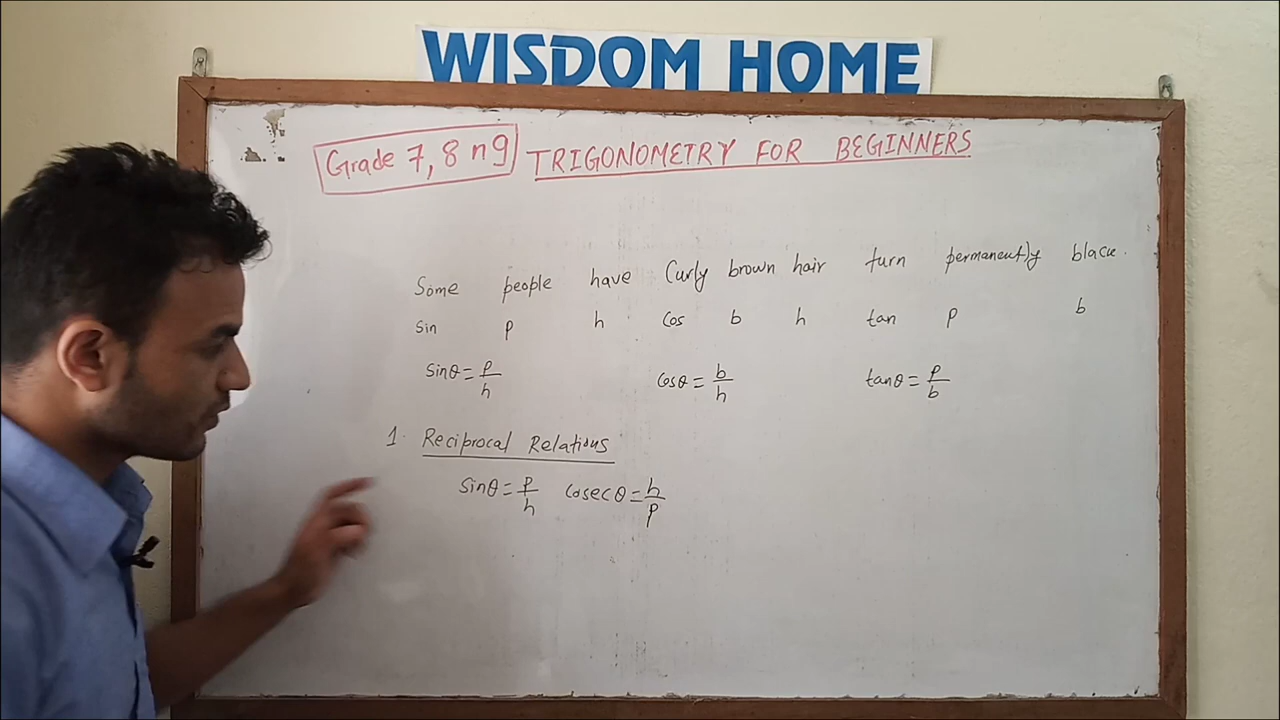 WISDOM HOME
Grade 7, 8 n 9 TRIGONOMETRY FOR BEGINNERS
Some people have Curly brown hair turn permanently black.
sin p h Cos b h tan p b
sinθ = p/h cosθ = b/h tanθ = p/b
1. Reciprocal Relations
sinθ = p/h cosecθ = h/p